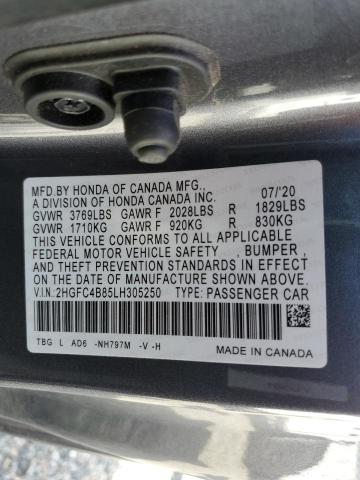 MFD.BY HONDA OF CANADA MFG.,
A DIVISION OF HONDA CANADA INC. 07/'20
GVWR 3769LBS GAWR F 2028LBS R 1829LBS
GVWR 1710KG GAWR F 920KG R 830KG
THIS VEHICLE CONFORMS TO ALL APPLICABLE
FEDERAL MOTOR VEHICLE SAFETY , BUMPER ,
AND THEFT PREVENTION STANDARDS IN EFFECT
ON THE DATE OF MANUFACTURE SHOWN ABOVE.
V.I.N.:2HGFC4B85LH305250 TYPE: PASSENGER CAR
TBG L AD6 -NH797M -V -H
MADE IN CANADA